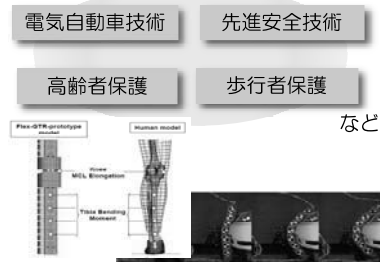 電気自動車技術
先進安全技術
高齢者保護
歩行者保護
など
Flex-GTR-prototype
model
Human model
Knee
MCL Elongation
Tibia Bending
Moment